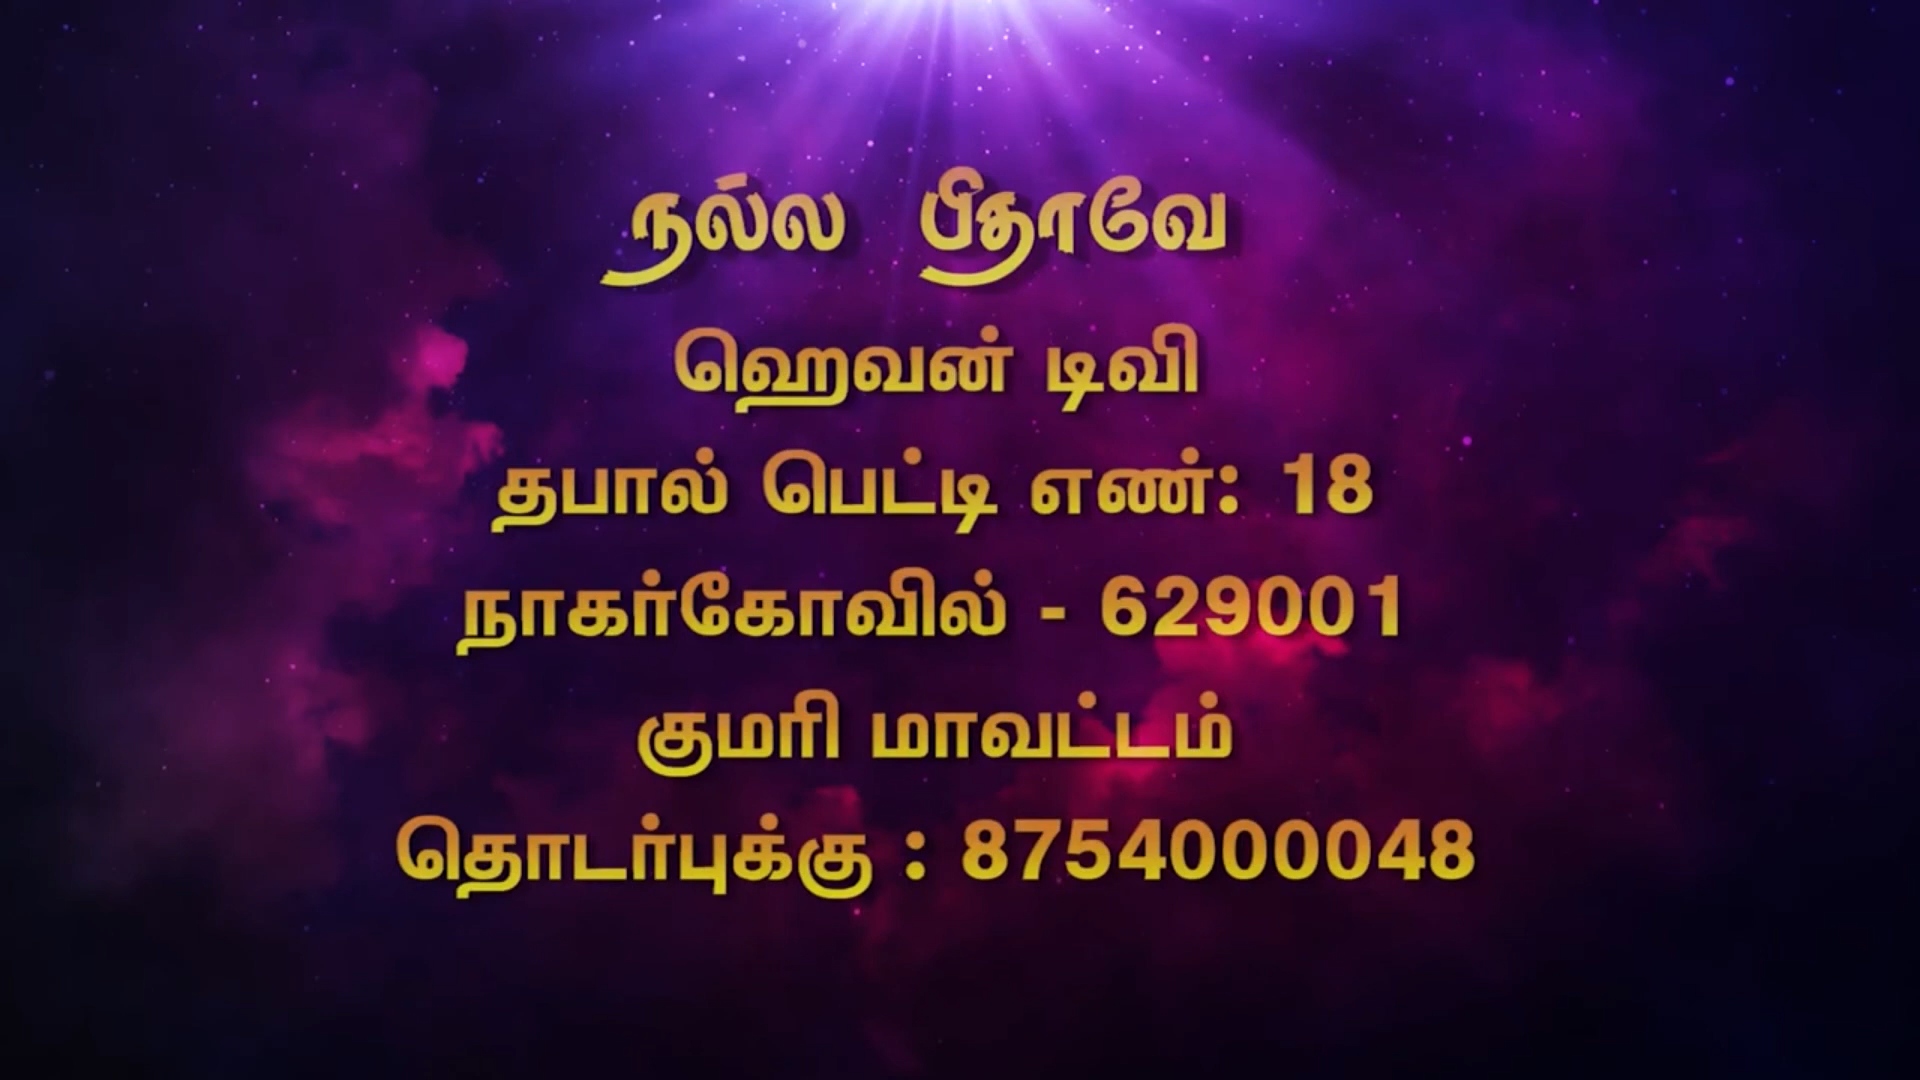 நல்ல பிதாவே
ஹெவன் டிவி
தபால் பெட்டி எண்: 18
நாகர்கோவில் - 629001
குமரி மாவட்டம்
தொடர்புக்கு : 8754000048